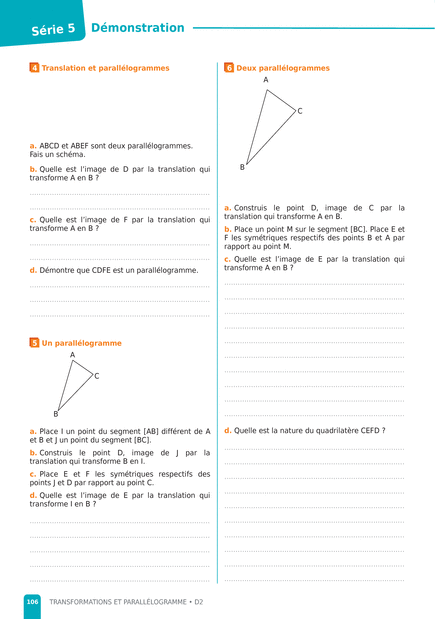 Série 5
Démonstration
4 Translation et parallélogrammes
a. ABCD et ABEF sont deux parallélogrammes.
Fais un schéma.
b. Quelle est l'image de D par la translation qui
transforme A en B ?
c. Quelle est l'image de F par la translation qui
transforme A en B ?
d. Démontre que CDFE est un parallélogramme.
5 Un parallélogramme
A
C
B
a. Place I un point du segment [AB] différent de A
et B et J un point du segment [BC].
b. Construis le point D, image de J par la
translation qui transforme B en I.
c. Place E et F les symétriques respectifs des
points J et D par rapport au point C.
d. Quelle est l'image de E par la translation qui
transforme I en B ?
6 Deux parallélogrammes
A
C
B
a. Construis le point D, image de C par la
translation qui transforme A en B.
b. Place un point M sur le segment [BC]. Place E et
F les symétriques respectifs des points B et A par
rapport au point M.
c. Quelle est l'image de E par la translation qui
transforme A en B ?
d. Quelle est la nature du quadrilatère CEFD ?
106 TRANSFORMATIONS ET PARALLÉLOGRAMME • D2